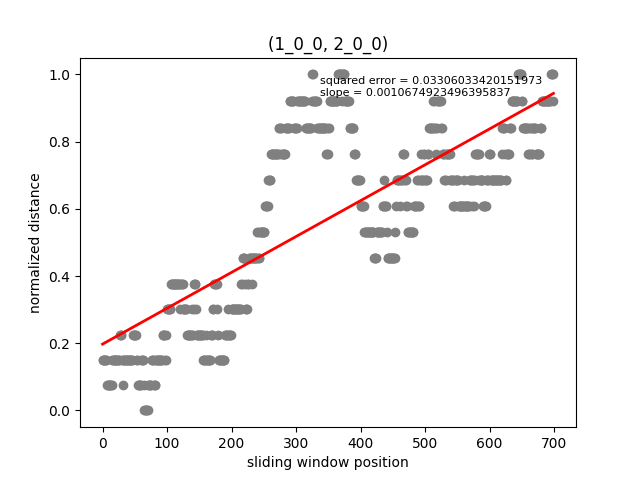 (1_0_0, 2_0_0)
squared error = 0.03306033420151973
slope = 0.0010674923496395837
normalized distance
1.0
0.8
0.6
0.4
0.2
0.0
0 100 200 300 400 500 600 700
sliding window position